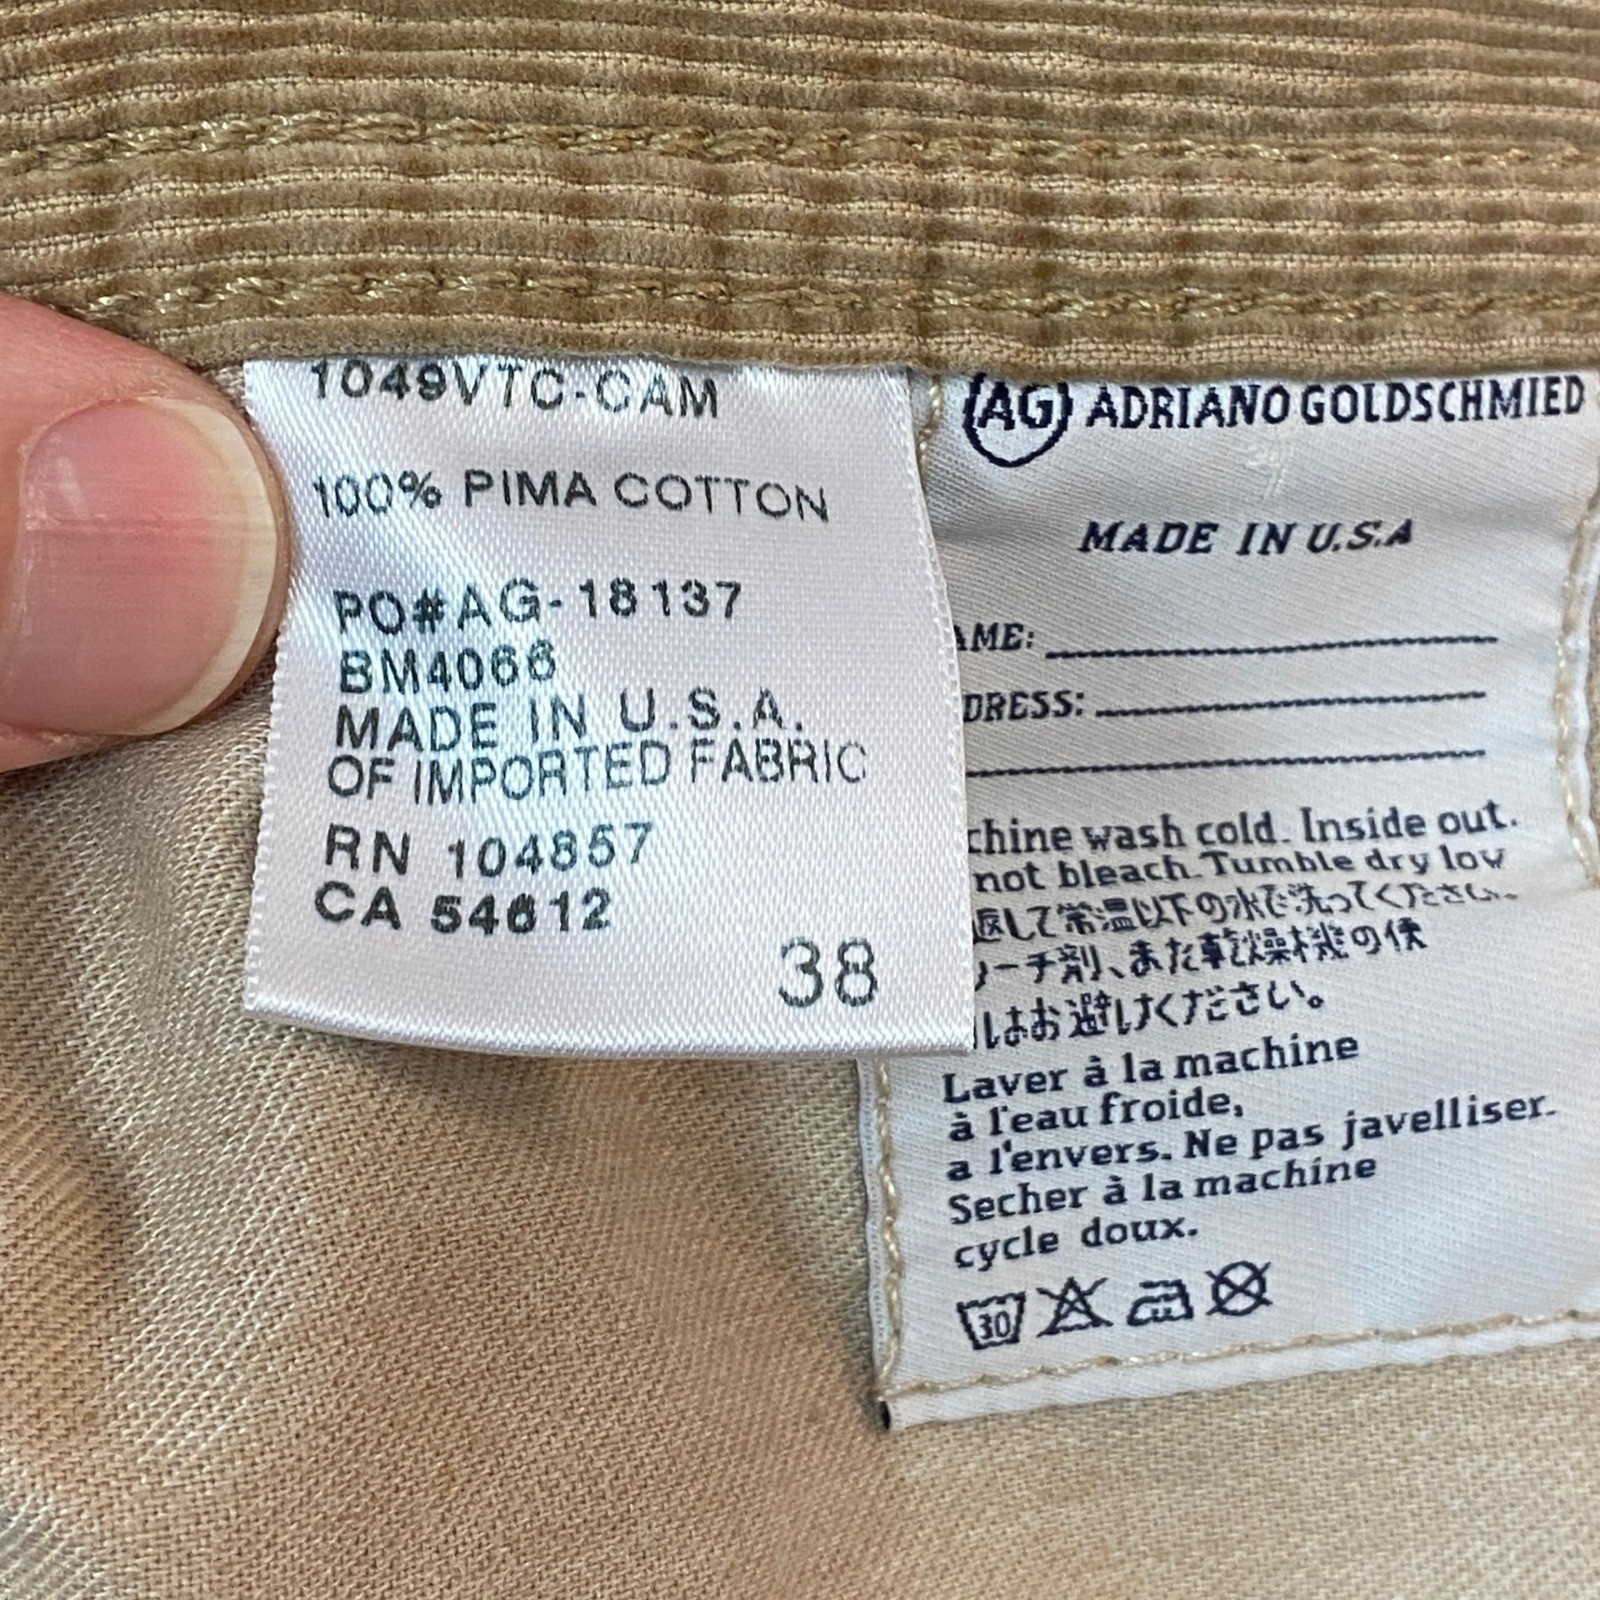 1049VTC-CAM
100% PIMA COTTON
PO#AG-18137
BM4066
MADE IN U.S.A.
OF IMPORTED FABRIC
RN 104857
CA 54612
38
AG ADRIANO GOLDSCHMIED
MADE IN U.S.A
AME:
DRESS:
chine wash cold. Inside out.
not bleach. Tumble dry low
返して常温以下の水で洗ってください。
ーチ剤、また乾燥機の使
はお避けください。
Laver à la machine
à l'eau froide,
a l'envers. Ne pas javelliser.
Secher à la machine
cycle doux.
30